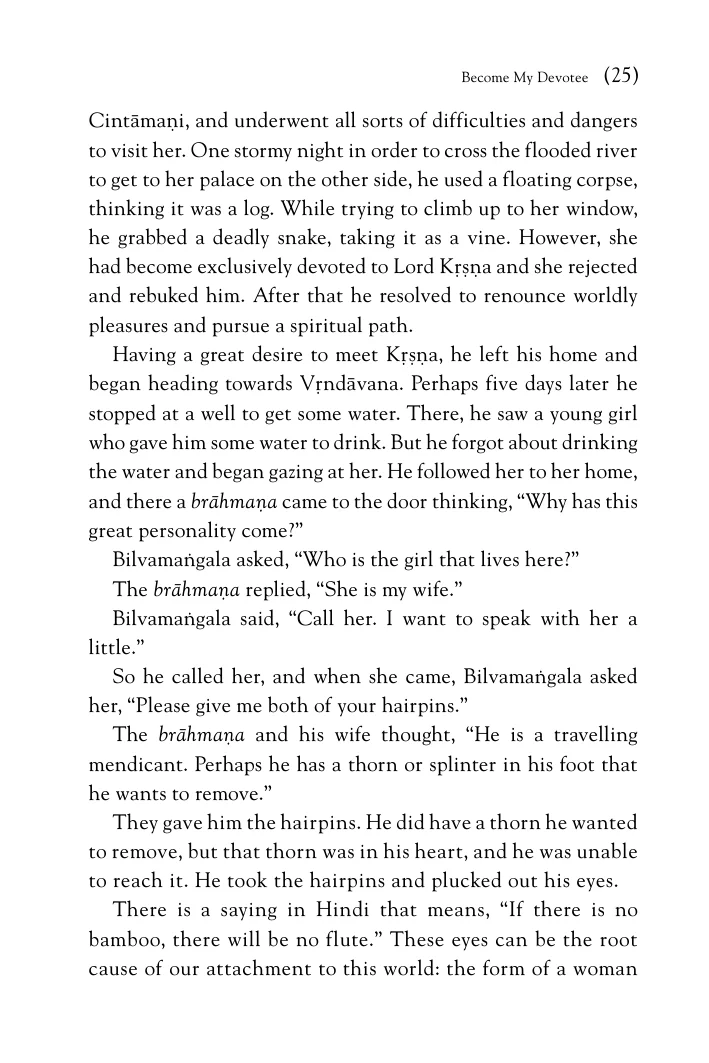 Become My Devotee (25)
Cintāmaṇi, and underwent all sorts of difficulties and dangers
to visit her. One stormy night in order to cross the flooded river
to get to her palace on the other side, he used a floating corpse,
thinking it was a log. While trying to climb up to her window,
he grabbed a deadly snake, taking it as a vine. However, she
had become exclusively devoted to Lord Kṛṣṇa and she rejected
and rebuked him. After that he resolved to renounce worldly
pleasures and pursue a spiritual path.
Having a great desire to meet Kṛṣṇa, he left his home and
began heading towards Vṛndāvana. Perhaps five days later he
stopped at a well to get some water. There, he saw a young girl
who gave him some water to drink. But he forgot about drinking
the water and began gazing at her. He followed her to her home,
and there a brāhmaṇa came to the door thinking, “Why has this
great personality come?”
Bilvamaṅgala asked, “Who is the girl that lives here?”
The brāhmaṇa replied, “She is my wife.”
Bilvamaṅgala said, “Call her. I want to speak with her a
little.”
So he called her, and when she came, Bilvamaṅgala asked
her, “Please give me both of your hairpins.”
The brāhmaṇa and his wife thought, “He is a travelling
mendicant. Perhaps he has a thorn or splinter in his foot that
he wants to remove.”
They gave him the hairpins. He did have a thorn he wanted
to remove, but that thorn was in his heart, and he was unable
to reach it. He took the hairpins and plucked out his eyes.
There is a saying in Hindi that means, “If there is no
bamboo, there will be no flute.” These eyes can be the root
cause of our attachment to this world: the form of a woman